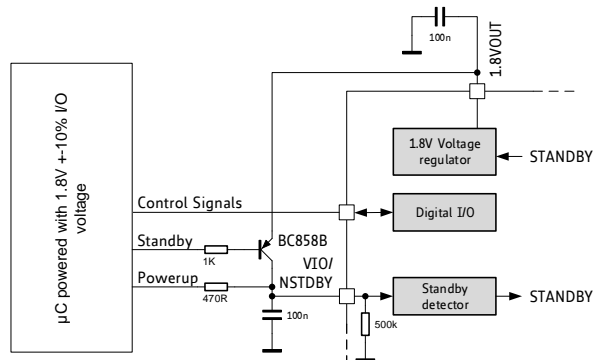 100n
1.8VOUT
µC powered with 1.8V +-10% I/O
voltage
1.8V Voltage
regulator
STANDBY
Control Signals
Digital I/O
Standby
1K
BC858B
VIO/
NSTDBY
Powerup
470R
100n
500k
Standby
detector
STANDBY